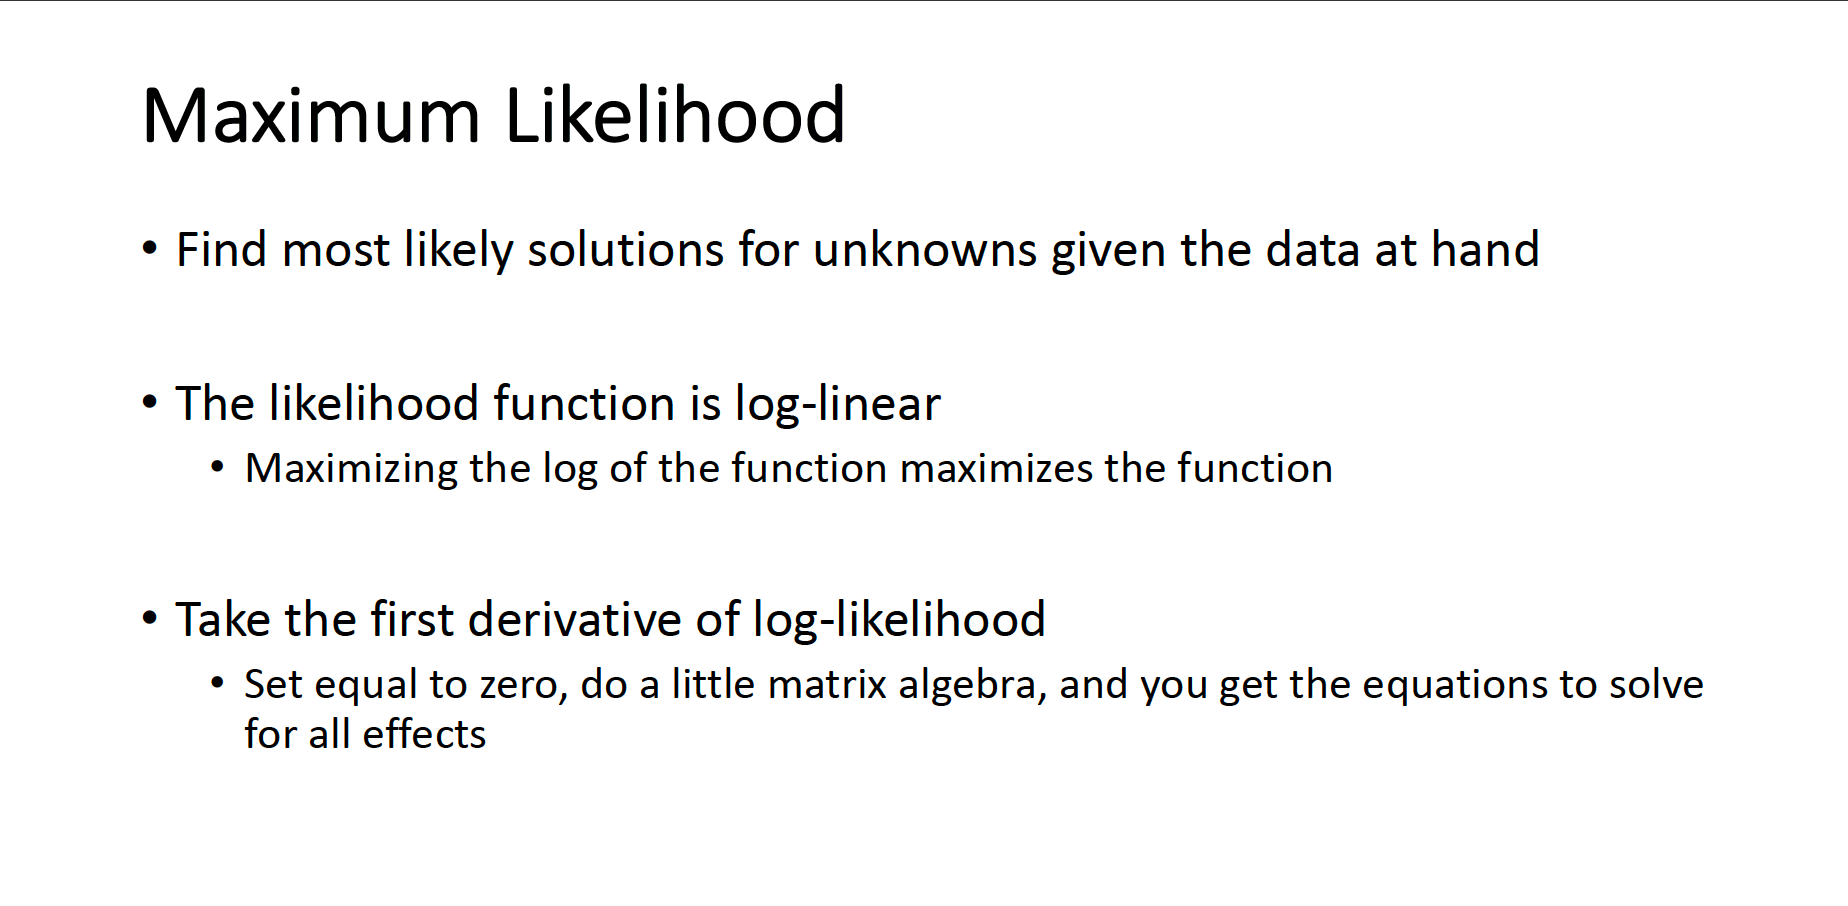 Maximum Likelihood
• Find most likely solutions for unknowns given the data at hand
• The likelihood function is log-linear
• Maximizing the log of the function maximizes the function
• Take the first derivative of log-likelihood
• Set equal to zero, do a little matrix algebra, and you get the equations to solve
for all effects